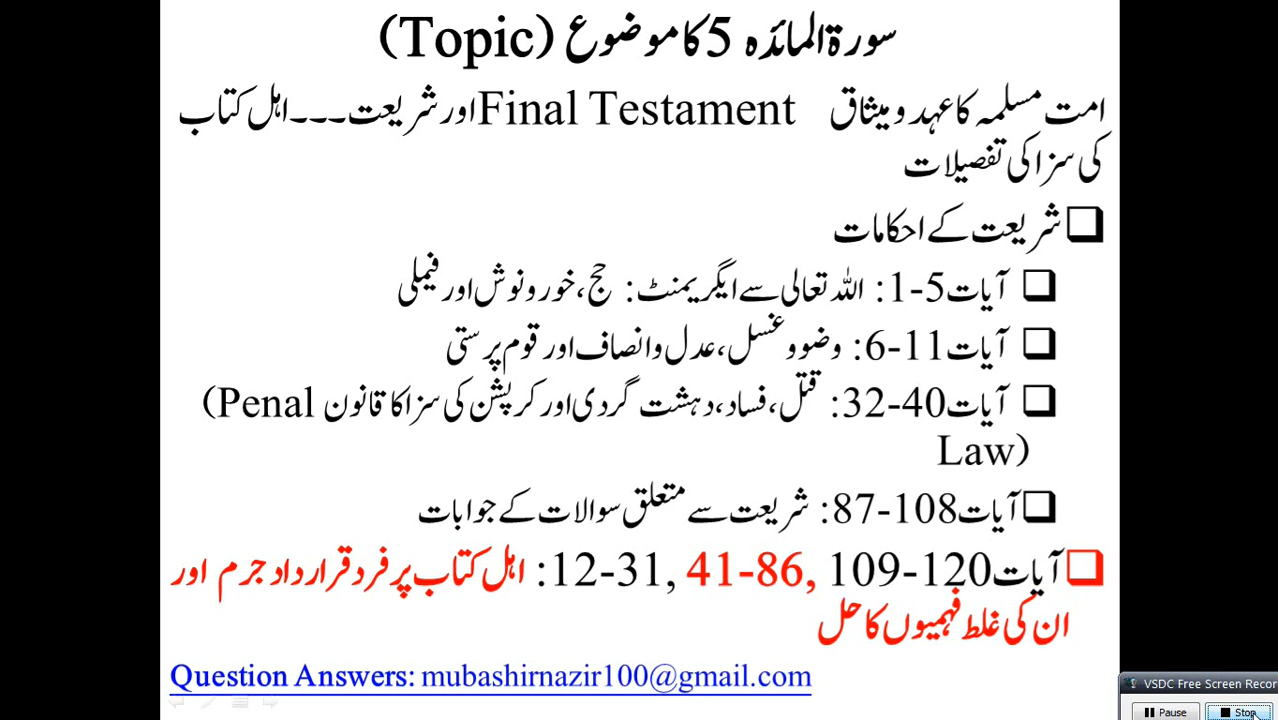 سورۃ المائدہ 5 کا موضوع (Topic)
امت مسلمہ کا عہد و میثاق Final Testament اور شریعت۔۔۔ اہل کتاب
کی سزا کی تفصیلات
شریعت کے احکامات
آیات 1-5: اللہ تعالی سے ایگریمنٹ: حج، خور و نوش اور فیملی
آیات 6-11: وضو و غسل، عدل و انصاف اور قوم پرستی
آیات 32-40: قتل، فساد، دہشت گردی اور کرپشن کی سزا کا قانون (Penal
Law)
آیات 87-108: شریعت سے متعلق سوالات کے جوابات
آیات 12-31, 41-86, 109-120: اہل کتاب پر فرد قرار داد جرم اور
ان کی غلط فہمیوں کا حل
Question Answers: mubashirnazir100@gmail.com
VSDC Free Screen Recor
Pause Stop